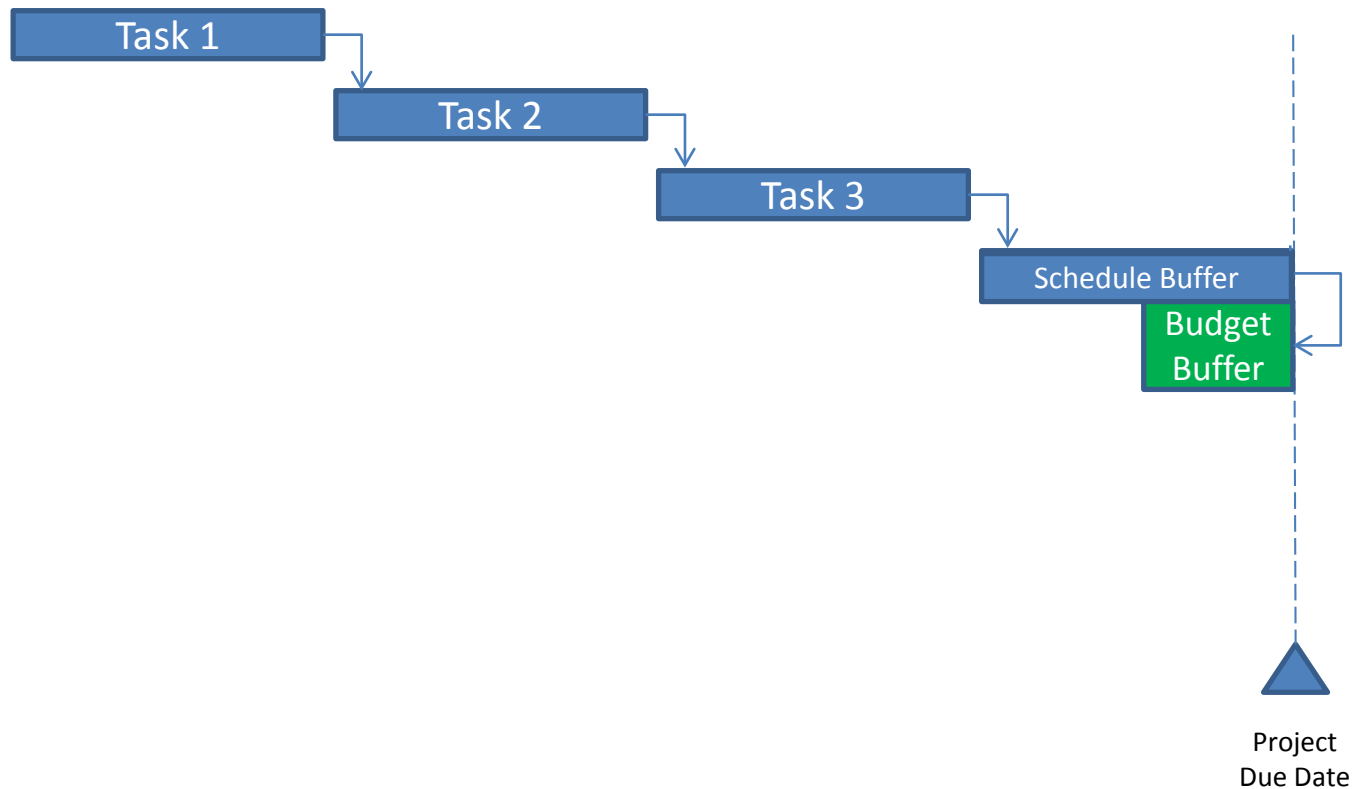 Task 1
Task 2
Task 3
Schedule Buffer
Budget
Buffer
Project
Due Date